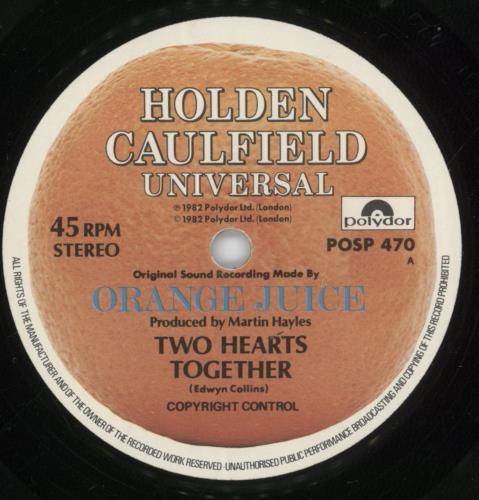 HOLDEN
CAULFIELD
UNIVERSAL
℗ 1982 Polydor Ltd. (London)
© 1982 Polydor Ltd. (London)
45 RPM
STEREO
polydor
POSP 470
A
Original Sound Recording Made By
ORANGE JUICE
Produced by Martin Hayles
TWO HEARTS
TOGETHER
(Edwyn Collins)
COPYRIGHT CONTROL
ALL RIGHTS OF THE MANUFACTURER AND OF THE OWNER OF THE RECORDED WORK RESERVED · UNAUTHORISED PUBLIC PERFORMANCE BROADCASTING AND COPYING OF THIS RECORD PROHIBITED